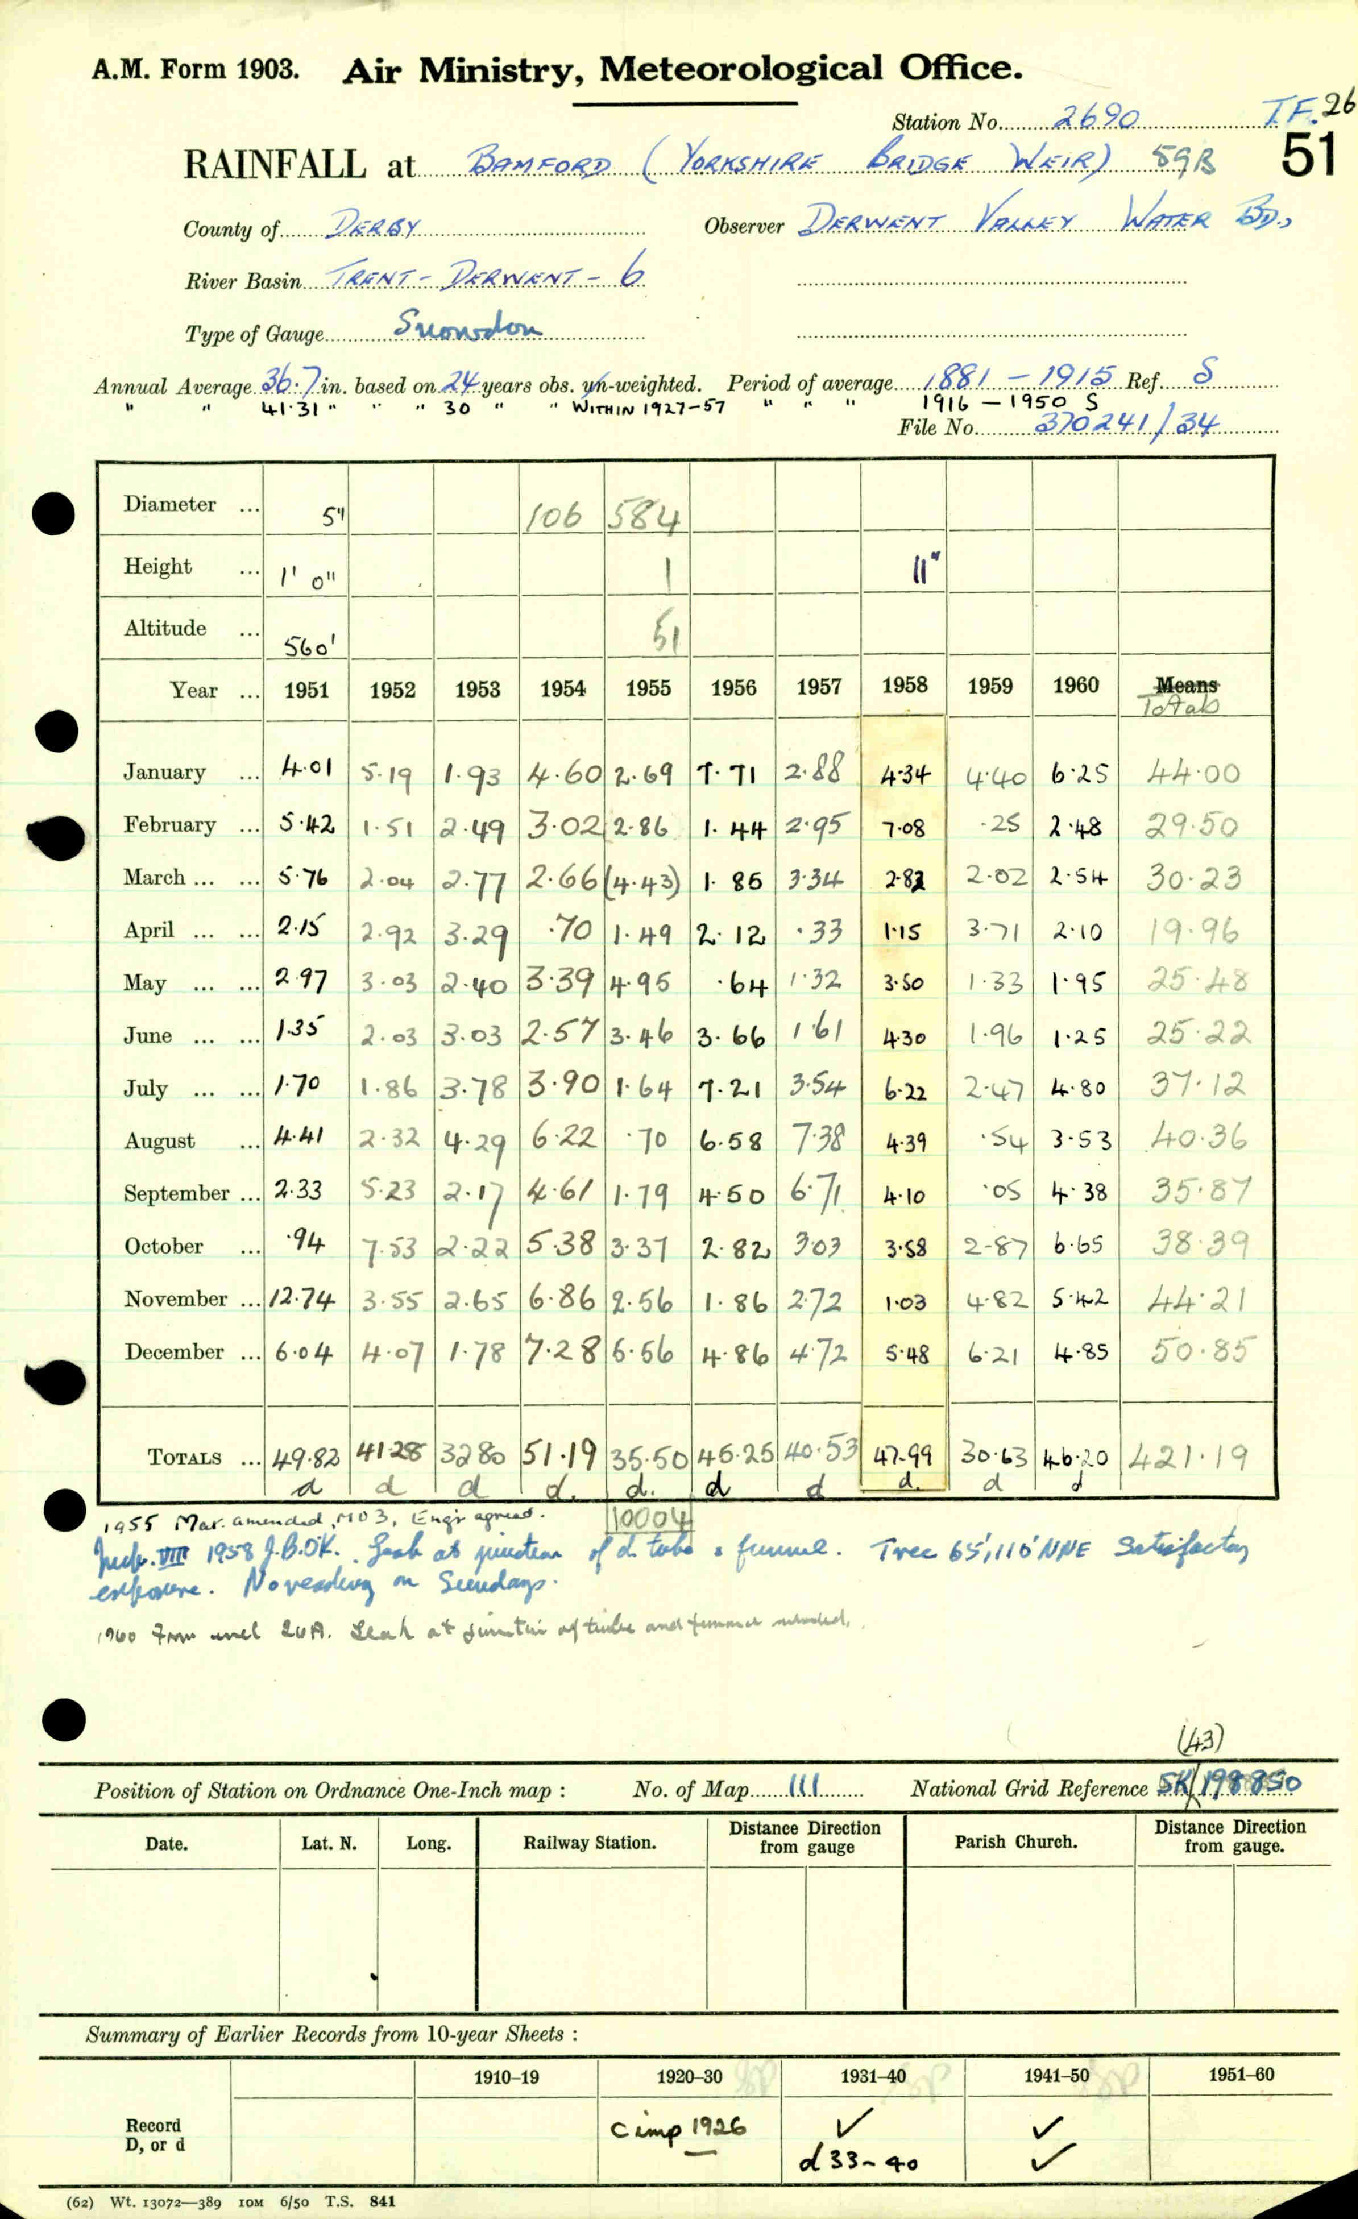 A.M. Form 1903. Air Ministry, Meteorological Office.
Station No. 2690 I.F. 26
RAINFALL at BAMFORD (YORKSHIRE BRIDGE WEIR) 59B 51
County of DERBY Observer DERWENT VALLEY WATER BD.,
River Basin TRENT - DERWENT - 6
Type of Gauge Snowdon
Annual Average 36.7 in. based on 24 years obs. un-weighted. Period of average 1881 - 1915 Ref. S
" " 41.31 " " " 30 " " WITHIN 1927-57 " " " 1916 - 1950 S
File No. 370241/34
Diameter ... 5" 106 584
Height ... 1' 0" 1 11"
Altitude ... 560' 51
Year ... 1951 1952 1953 1954 1955 1956 1957 1958 1959 1960 Means
Totals
January ... 4.01 5.19 1.93 4.60 2.69 7.71 2.88 4.34 4.40 6.25 44.00
February ... 5.42 1.51 2.49 3.02 2.86 1.44 2.95 7.08 .25 2.48 29.50
March ... ... 5.76 2.04 2.77 2.66 (4.43) 1.86 3.34 2.82 2.02 2.54 30.23
April ... ... 2.15 2.92 3.29 .70 1.49 2.12 .33 1.15 3.71 2.10 19.96
May ... ... 2.97 3.03 2.40 3.39 4.95 .64 1.32 3.50 1.33 1.95 25.48
June ... ... 1.35 2.03 3.03 2.57 3.46 3.66 1.61 4.30 1.96 1.25 25.22
July ... ... 1.70 1.86 3.78 3.90 1.64 7.21 3.54 6.22 2.47 4.80 37.12
August ... 4.41 2.32 4.29 6.22 .70 6.58 7.38 4.39 .54 3.53 40.36
September ... 2.33 5.23 2.17 4.61 1.79 4.50 6.71 4.10 .05 4.38 35.87
October ... .94 7.53 2.22 5.38 3.37 2.82 3.03 3.58 2.87 6.65 38.39
November ... 12.74 3.55 2.65 6.86 2.56 1.86 2.72 1.03 4.82 5.42 44.21
December ... 6.04 4.07 1.78 7.28 5.56 4.86 4.72 5.48 6.21 4.85 50.85
TOTALS ... 49.82 41.28 32.80 51.19 35.50 45.25 40.53 47.99 30.63 46.20 421.19
d d d d. d. d d d. d d
1955 Mar. amended, MO3, Engr agreed. 10004
Insp. VIII 1958 J.B.O'K. Leak at junction of d. tube & funnel. Tree 65', 110' NNE Satisfactory
exposure. No reading on Sundays.
1960 Leak at junction of tube and funnel
(43)
Position of Station on Ordnance One-Inch map : No. of Map 111 National Grid Reference SK/198850
Date. Lat. N. Long. Railway Station. Distance Direction from gauge Parish Church. Distance Direction from gauge.
Summary of Earlier Records from 10-year Sheets :
1910–19 1920–30 1931–40 1941–50 1951–60
Record C imp 1926 ✓ ✓
D, or d d 33-40 ✓
(62) Wt. 13072—389 10M 6/50 T.S. 841